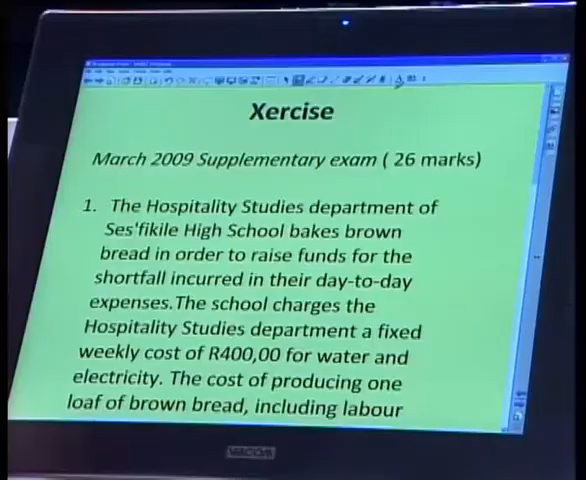 Xercise
March 2009 Supplementary exam ( 26 marks)
1. The Hospitality Studies department of
Ses'fikile High School bakes brown
bread in order to raise funds for the
shortfall incurred in their day-to-day
expenses.The school charges the
Hospitality Studies department a fixed
weekly cost of R400,00 for water and
electricity. The cost of producing one
loaf of brown bread, including labour
wacom